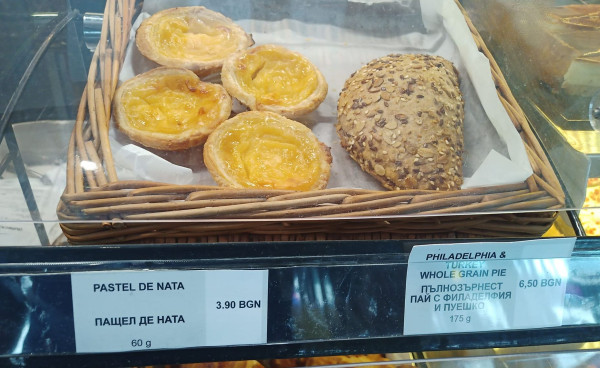 PASTEL DE NATA
3.90 BGN
ПАЩЕЛ ДЕ НАТА
60 g
PHILADELPHIA &
TURKEY
WHOLE GRAIN PIE
6,50 BGN
ПЪЛНОЗЪРНЕСТ
ПАЙ С ФИЛАДЕЛФИЯ
И ПУЕШКО
175 g